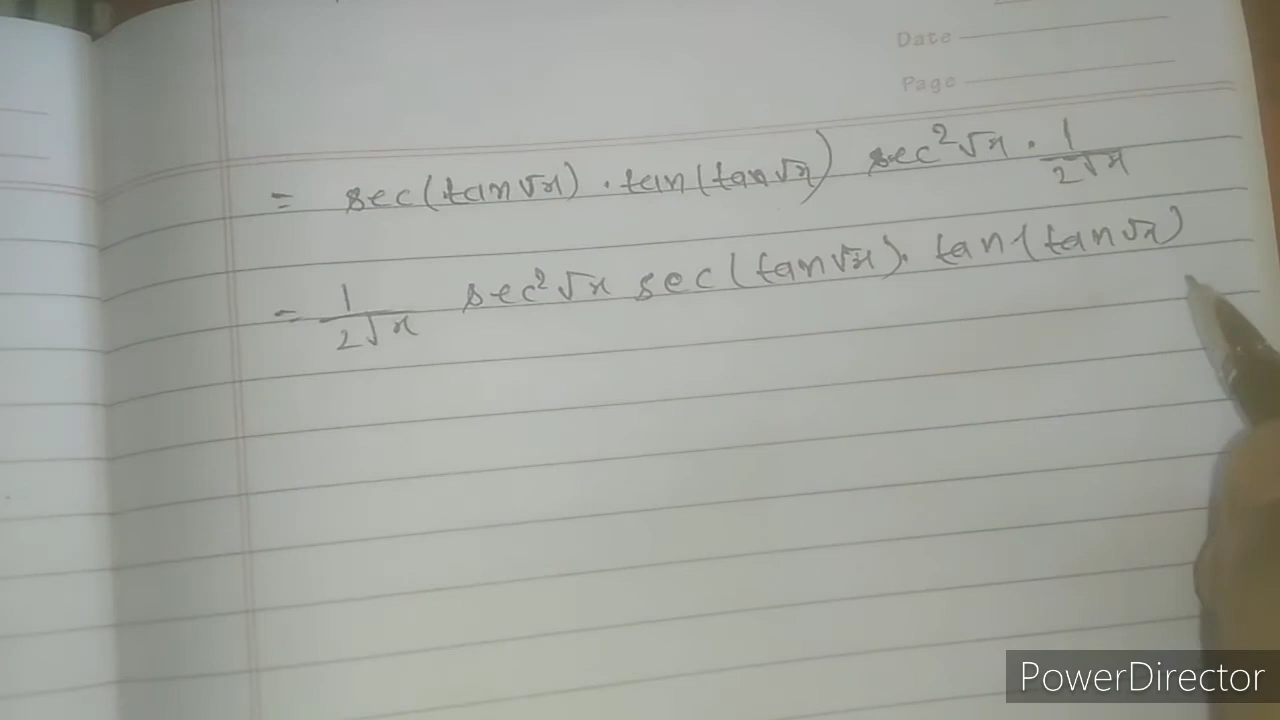 Date
Page
= sec(tan√x) . tan(tan√x) sec²√x . 1/2√x
= 1/2√x sec²√x sec(tan√x). tan(tan√x)
PowerDirector